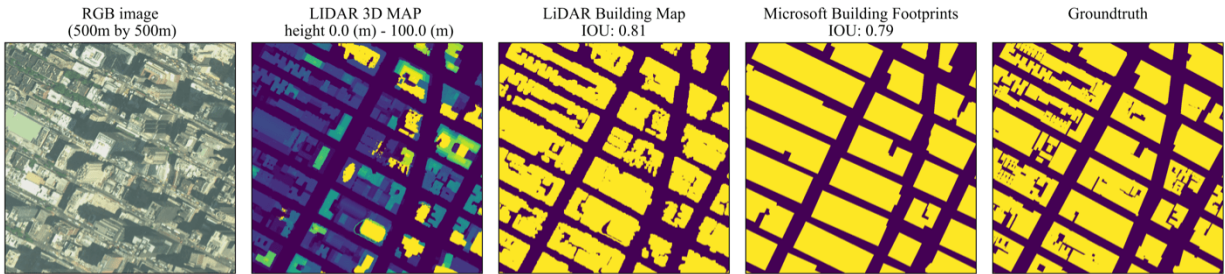 RGB image
(500m by 500m)
LIDAR 3D MAP
height 0.0 (m) - 100.0 (m)
LiDAR Building Map
IOU: 0.81
Microsoft Building Footprints
IOU: 0.79
Groundtruth